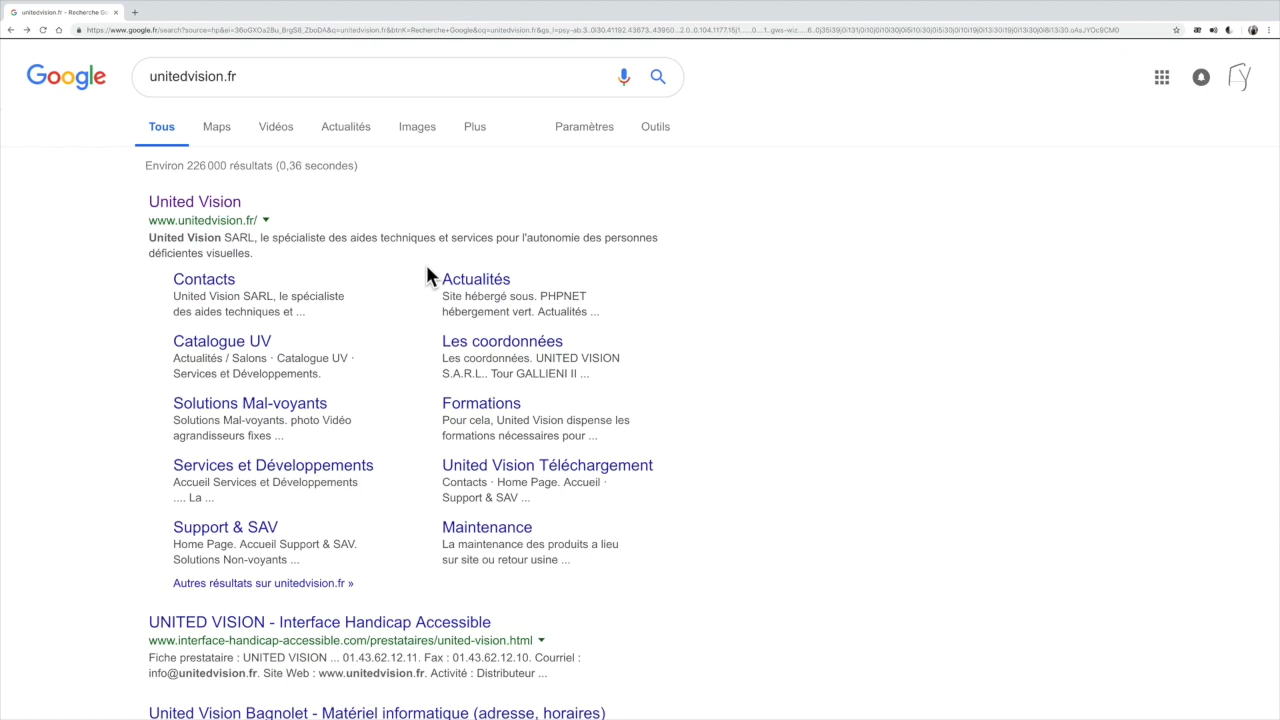 unitedvision.fr - Recherche Go
Google
unitedvision.fr
Tous
Maps
Vidéos
Actualités
Images
Plus
Paramètres
Outils
Environ 226 000 résultats (0,36 secondes)
United Vision
www.unitedvision.fr/
United Vision SARL, le spécialiste des aides techniques et services pour l'autonomie des personnes
déficientes visuelles.
Contacts
United Vision SARL, le spécialiste
des aides techniques et ...
Actualités
Site hébergé sous. PHPNET
hébergement vert. Actualités ...
Catalogue UV
Actualités / Salons · Catalogue UV ·
Services et Développements.
Les coordonnées
Les coordonnées. UNITED VISION
S.A.R.L.. Tour GALLIENI II ...
Solutions Mal-voyants
Solutions Mal-voyants. photo Vidéo
agrandisseurs fixes ...
Formations
Pour cela, United Vision dispense les
formations nécessaires pour ...
Services et Développements
Accueil Services et Développements
.... La ...
United Vision Téléchargement
Contacts · Home Page. Accueil ·
Support & SAV ...
Support & SAV
Home Page. Accueil Support & SAV.
Solutions Non-voyants ...
Maintenance
La maintenance des produits a lieu
sur site ou retour usine ...
Autres résultats sur unitedvision.fr »
UNITED VISION - Interface Handicap Accessible
www.interface-handicap-accessible.com/prestataires/united-vision.html
Fiche prestataire : UNITED VISION ... 01.43.62.12.11. Fax : 01.43.62.12.10. Courriel :
info@unitedvision.fr. Site Web : www.unitedvision.fr. Activité : Distributeur ...
United Vision Bagnolet - Matériel informatique (adresse, horaires)